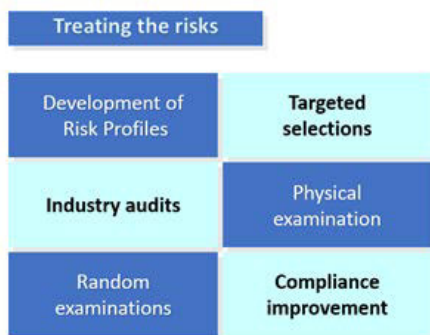 Treating the risks
Development of
Risk Profiles
Targeted
selections
Industry audits
Physical
examination
Random
examinations
Compliance
improvement